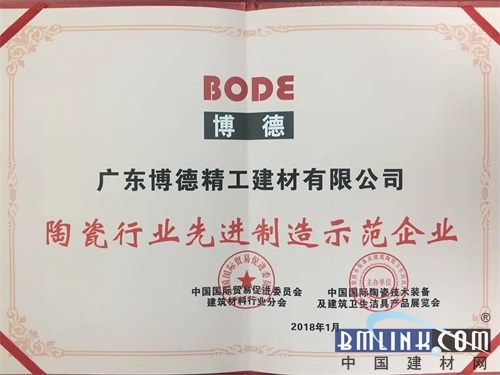 BODE
博德
广东博德精工建材有限公司
陶瓷行业先进制造示范企业
中国国际贸易促进委员会
建筑材料行业分会
中国国际陶瓷技术装备
及建筑卫生洁具产品展览会
主办单位
2018年1月
BMLINK.COM®
中国建材网